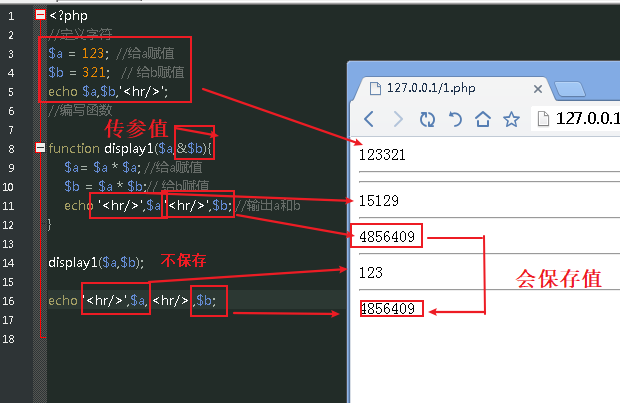 1 <?php
2 //定义字符
3 $a = 123; //给a赋值
4 $b = 321; // 给b赋值
5 echo $a,$b,'<hr/>';
6 //编写函数
7
传参值
8 function display1($a,&$b){
9 $a= $a * $a; //给a赋值
10 $b = $a * $b;// 给b赋值
11 echo '<hr/>',$a,'<hr/>',$b; //输出a和b
12 }
13
14 display1($a,$b);
不保存
15
16 echo '<hr/>',$a,'<hr/>',$b;
17
18
127.0.0.1/1.php
127.0.0.1
123321
15129
4856409
123
会保存值
4856409